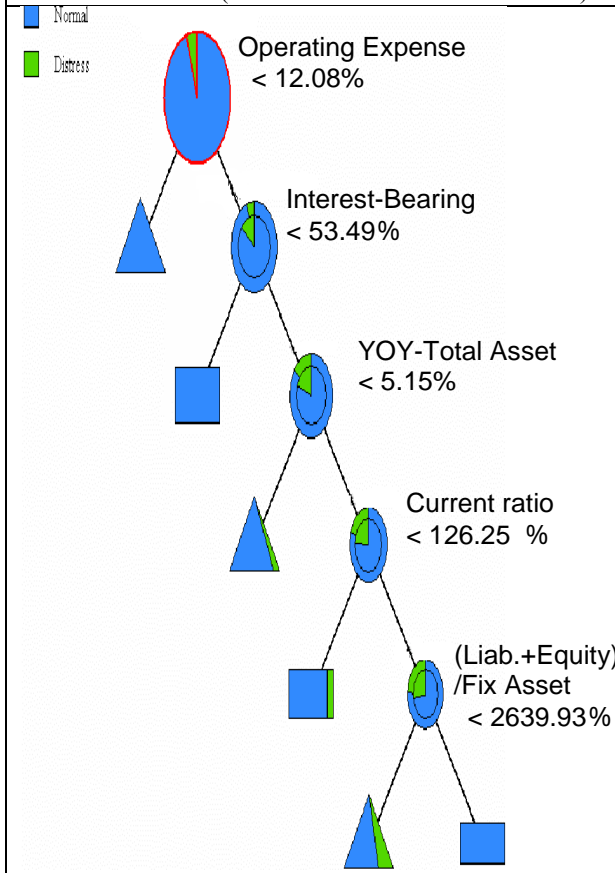 Normal
Distress
Operating Expense
< 12.08%
Interest-Bearing
< 53.49%
YOY-Total Asset
< 5.15%
Current ratio
< 126.25 %
(Liab.+Equity)
/Fix Asset
< 2639.93%